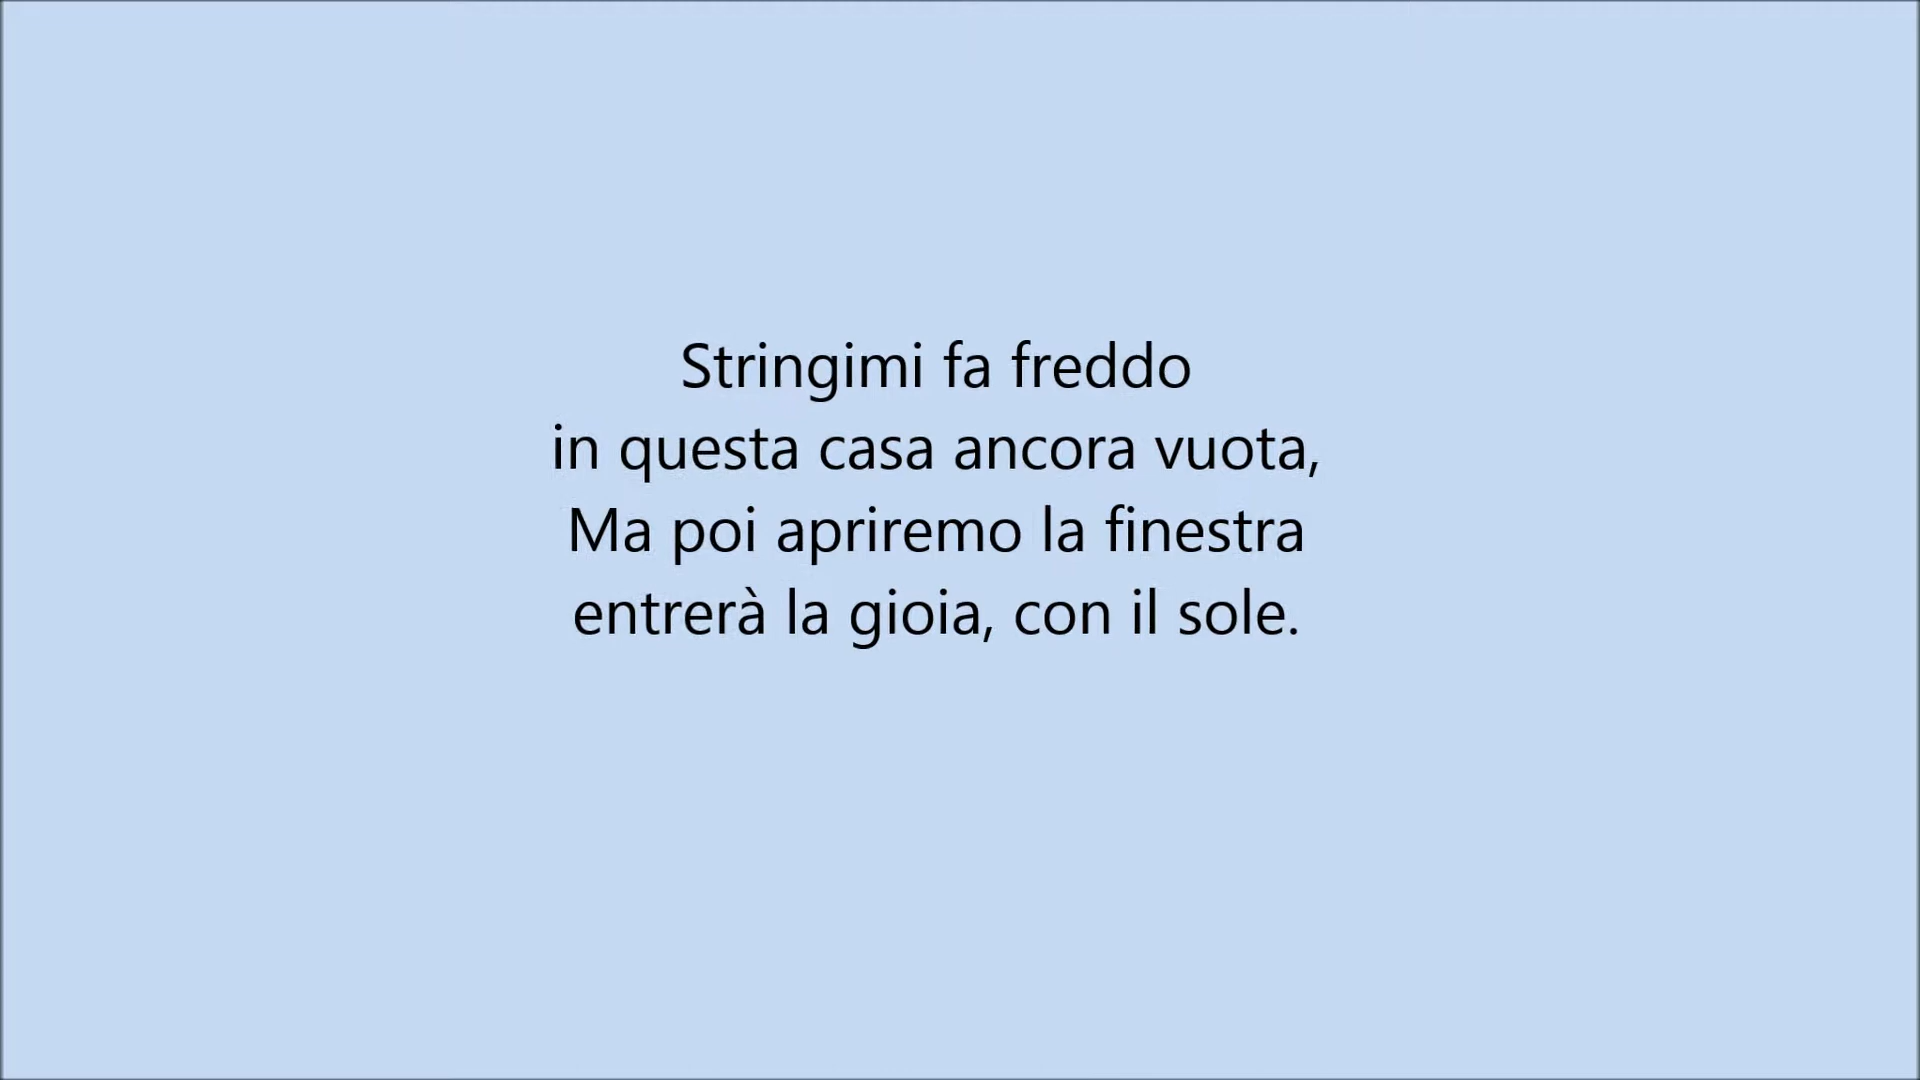 Stringimi fa freddo
in questa casa ancora vuota,
Ma poi apriremo la finestra
entrerà la gioia, con il sole.